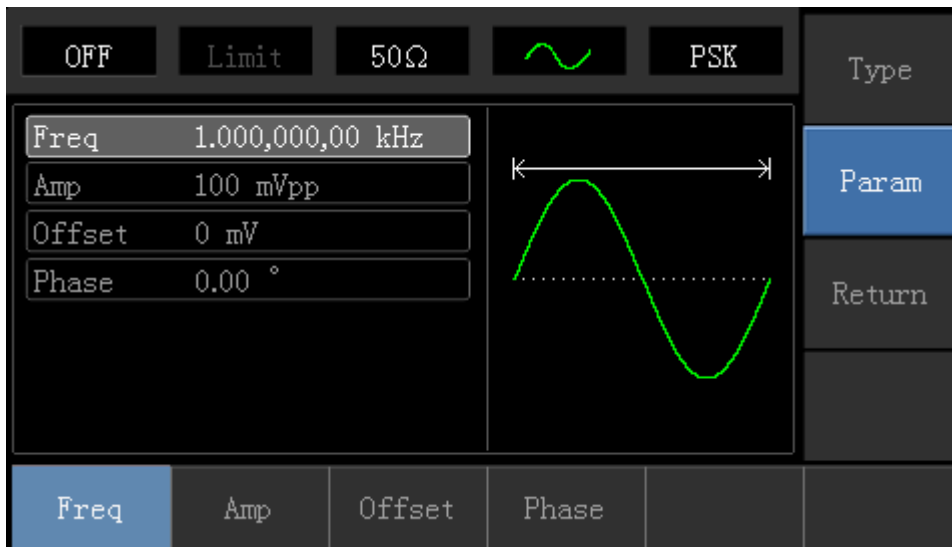 OFF Limit 50Ω PSK
Type
Freq 1.000,000,00 kHz
Amp 100 mVpp
Param
Offset 0 mV
Phase 0.00 °
Return
Freq Amp Offset Phase